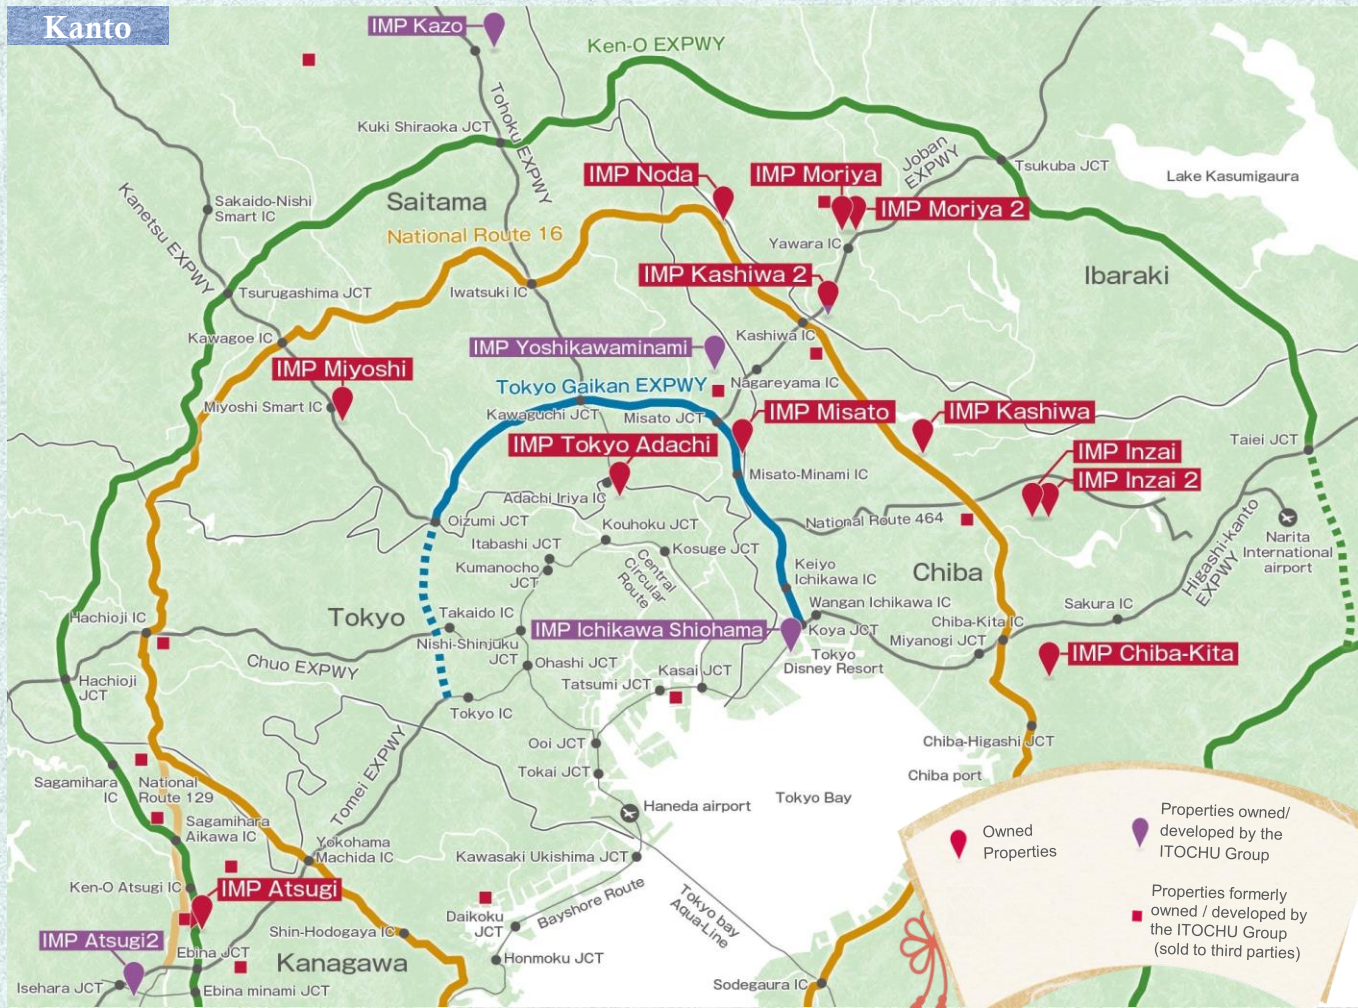 Kanto
IMP Kazo
Ken-O EXPWY
Tohoku EXPWY
Kuki Shiraoka JCT
IMP Noda
IMP Moriya
Joban
EXPWY
Tsukuba JCT
Lake Kasumigaura
Kanetsu EXPWY
Sakaido-Nishi
Smart IC
Saitama
IMP Moriya 2
National Route 16
Yawara IC
IMP Kashiwa 2
Ibaraki
Tsurugashima JCT
Iwatsuki IC
Kawagoe IC
Kashiwa IC
IMP Yoshikawaminami
IMP Miyoshi
Tokyo Gaikan EXPWY
Nagareyama IC
Miyoshi Smart IC
Kawaguchi JCT
Misato JCT
IMP Misato
IMP Kashiwa
IMP Tokyo Adachi
Taiei JCT
IMP Inzai
IMP Inzai 2
Misato-Minami IC
Adachi Iriya IC
Oizumi JCT
Kouhoku JCT
National Route 464
Higashi-kanto
EXPWY
Narita
International
airport
Itabashi JCT
Kosuge JCT
Kumanocho
JCT
Central
Circular
Route
Keiyo
Ichikawa IC
Chiba
Hachioji IC
Tokyo
Takaido IC
Wangan Ichikawa IC
Sakura IC
Chiba-Kita IC
IMP Ichikawa Shiohama
Koya JCT
Miyanogi JCT
Nishi-Shinjuku
JCT
Chuo EXPWY
Ohashi JCT
Tokyo
Disney Resort
IMP Chiba-Kita
Hachioji
JCT
Kasai JCT
Tatsumi JCT
Tokyo IC
Tomei EXPWY
Ooi JCT
Chiba-Higashi JCT
Tokai JCT
Chiba port
Sagamihara
IC
National
Route 129
Haneda airport
Tokyo Bay
Sagamihara
Aikawa IC
Yokohama
Machida IC
Kawasaki Ukishima JCT
Ken-O Atsugi IC
IMP Atsugi
Bayshore Route
Tokyo bay
Aqua-Line
Daikoku
JCT
Shin-Hodogaya IC
IMP Atsugi2
Ebina JCT
Kanagawa
Honmoku JCT
Isehara JCT
Ebina minami JCT
Sodegaura IC
Owned
Properties
Properties owned/
developed by the
ITOCHU Group
Properties formerly
owned / developed by
the ITOCHU Group
(sold to third parties)